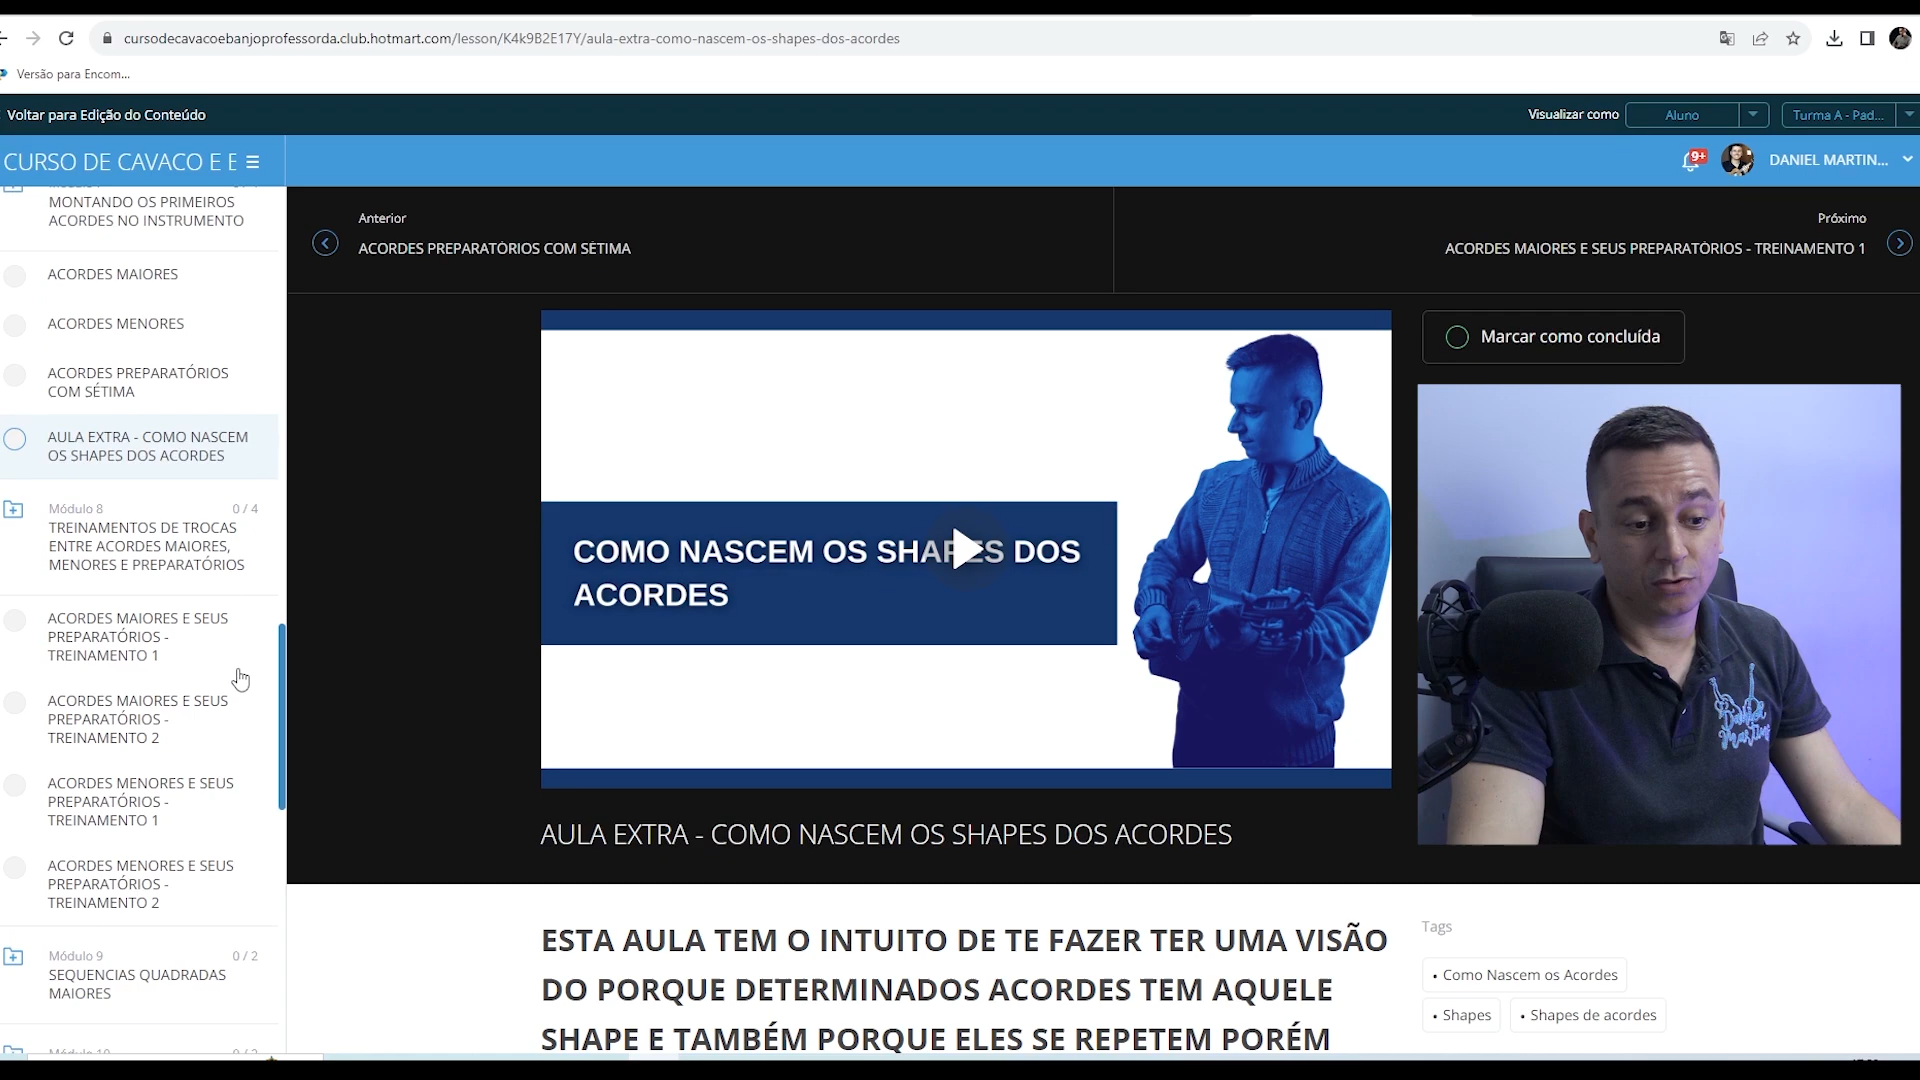 cursodecavacoebanjoprofessorda.club.hotmart.com/lesson/K4k9B2E17Y/aula-extra-como-nascem-os-shapes-dos-acordes
Versão para Encom...
Voltar para Edição do Conteúdo
Visualizar como
Aluno
Turma A - Pad...
CURSO DE CAVACO E E
9+
DANIEL MARTIN...
MONTANDO OS PRIMEIROS
ACORDES NO INSTRUMENTO
ACORDES MAIORES
ACORDES MENORES
ACORDES PREPARATÓRIOS
COM SÉTIMA
AULA EXTRA - COMO NASCEM
OS SHAPES DOS ACORDES
Módulo 8
0 / 4
TREINAMENTOS DE TROCAS
ENTRE ACORDES MAIORES,
MENORES E PREPARATÓRIOS
ACORDES MAIORES E SEUS
PREPARATÓRIOS -
TREINAMENTO 1
ACORDES MAIORES E SEUS
PREPARATÓRIOS -
TREINAMENTO 2
ACORDES MENORES E SEUS
PREPARATÓRIOS -
TREINAMENTO 1
ACORDES MENORES E SEUS
PREPARATÓRIOS -
TREINAMENTO 2
Módulo 9
0 / 2
SEQUENCIAS QUADRADAS
MAIORES
Módulo 10
0 / 2
Anterior
ACORDES PREPARATÓRIOS COM SÉTIMA
Próximo
ACORDES MAIORES E SEUS PREPARATÓRIOS - TREINAMENTO 1
COMO NASCEM OS SHAPES DOS
ACORDES
Marcar como concluída
Daniel
Martins
AULA EXTRA - COMO NASCEM OS SHAPES DOS ACORDES
ESTA AULA TEM O INTUITO DE TE FAZER TER UMA VISÃO
DO PORQUE DETERMINADOS ACORDES TEM AQUELE
SHAPE E TAMBÉM PORQUE ELES SE REPETEM PORÉM
Tags
• Como Nascem os Acordes
• Shapes
• Shapes de acordes